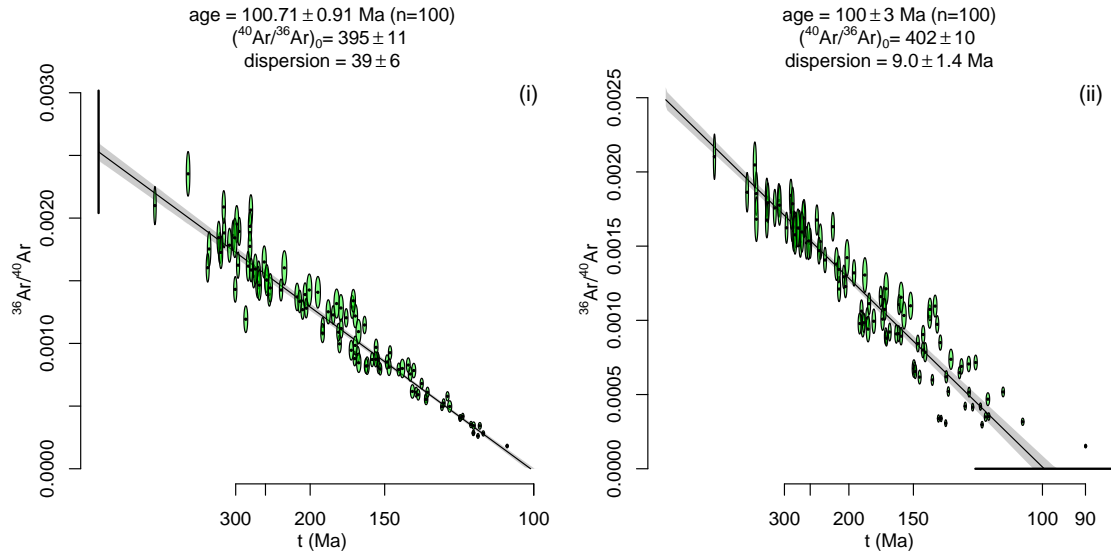 age = 100.71 ± 0.91 Ma (n=100)
(⁴⁰Ar/³⁶Ar)₀= 395 ± 11
dispersion = 39 ± 6
(i)
³⁶Ar/⁴⁰Ar
0.0030
0.0020
0.0010
0.0000
300 200 150 100
t (Ma)
age = 100 ± 3 Ma (n=100)
(⁴⁰Ar/³⁶Ar)₀= 402 ± 10
dispersion = 9.0 ± 1.4 Ma
(ii)
³⁶Ar/⁴⁰Ar
0.0025
0.0020
0.0015
0.0010
0.0005
0.0000
300 200 150 100 90
t (Ma)